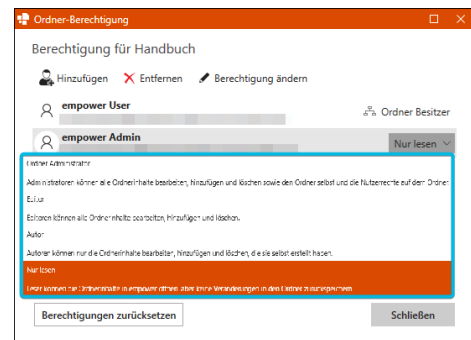 Ordner-Berechtigung
Berechtigung für Handbuch
Hinzufügen Entfernen Berechtigung ändern
empower User
Ordner Besitzer
empower Admin
Nur lesen
Ordner Administrator
Administratoren können alle Ordnerinhalte bearbeiten, hinzufügen und löschen sowie den Ordner selbst und die Nutzerrechte auf dem Ordner
Editor
Editoren können alle Ordnerinhalte bearbeiten, hinzufügen und löschen.
Autor
Autoren können nur die Ordnerinhalte bearbeiten, hinzufügen und löschen, die sie selbst erstellt haben.
Nur lesen
Leser können die Ordnerinhalte in empower öffnen aber keine Veränderungen in den Ordner zurückspeichern
Berechtigungen zurücksetzen
Schließen